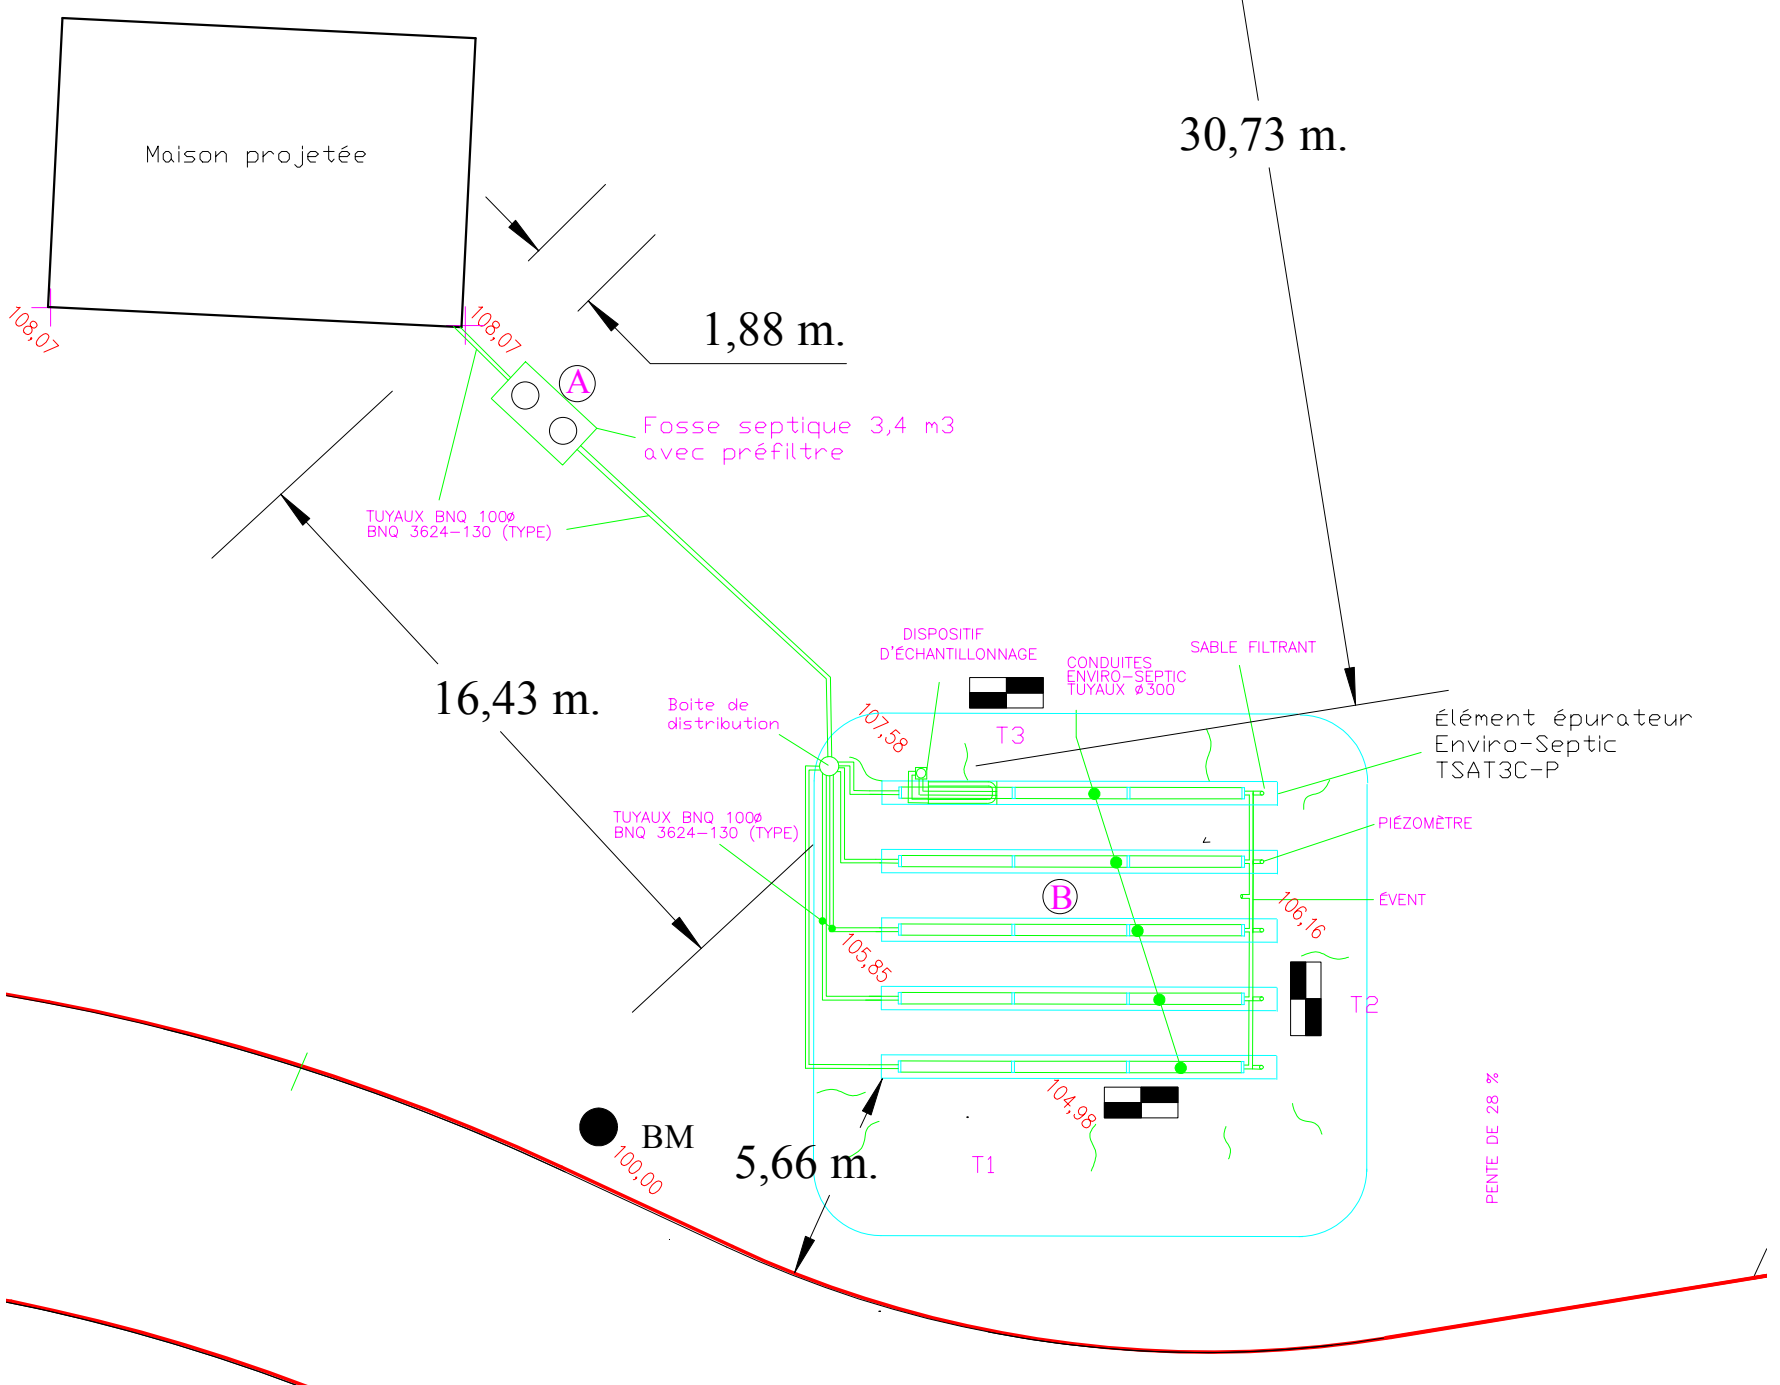 30,73 m.
Maison projetée
108,07
108,07
1,88 m.
A
Fosse septique 3,4 m3
avec préfiltre
TUYAUX BNQ 100ø
BNQ 3624-130 (TYPE)
16,43 m.
DISPOSITIF
D'ÉCHANTILLONNAGE
CONDUITES
ENVIRO-SEPTIC
TUYAUX ø300
SABLE FILTRANT
Boite de
distribution
107,58
T3
Élément épurateur
Enviro-Septic
TSAT3C-P
TUYAUX BNQ 100ø
BNQ 3624-130 (TYPE)
PIÉZOMÈTRE
B
ÉVENT
106,16
105,85
T2
104,98
PENTE DE 28 %
BM
100,00
5,66 m.
T1